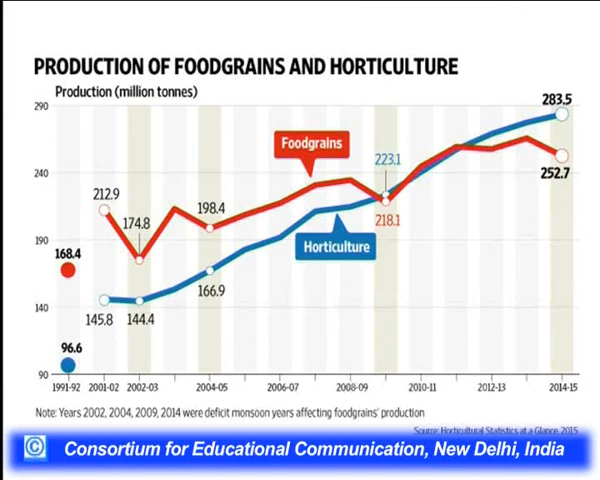 PRODUCTION OF FOODGRAINS AND HORTICULTURE
Production (million tonnes)
290
240
190
140
90
283.5
Foodgrains
223.1
252.7
212.9
174.8
198.4
218.1
Horticulture
168.4
166.9
145.8
144.4
96.6
1991-92 2001-02 2002-03 2004-05 2006-07 2008-09 2010-11 2012-13 2014-15
Note: Years 2002, 2004, 2009, 2014 were deficit monsoon years affecting foodgrains' production
Source: Horticultural Statistics at a Glance, 2015
© Consortium for Educational Communication, New Delhi, India